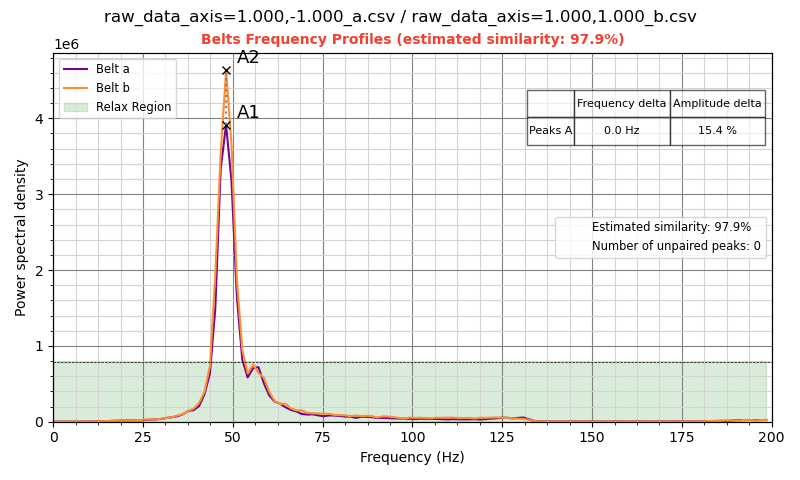 raw_data_axis=1.000,-1.000_a.csv / raw_data_axis=1.000,1.000_b.csv
Belts Frequency Profiles (estimated similarity: 97.9%)
1e6
Belt a
Belt b
Relax Region
A2
A1
Frequency delta Amplitude delta
Peaks A 0.0 Hz 15.4 %
Estimated similarity: 97.9%
Number of unpaired peaks: 0
Power spectral density
4
3
2
1
0
0 25 50 75 100 125 150 175 200
Frequency (Hz)